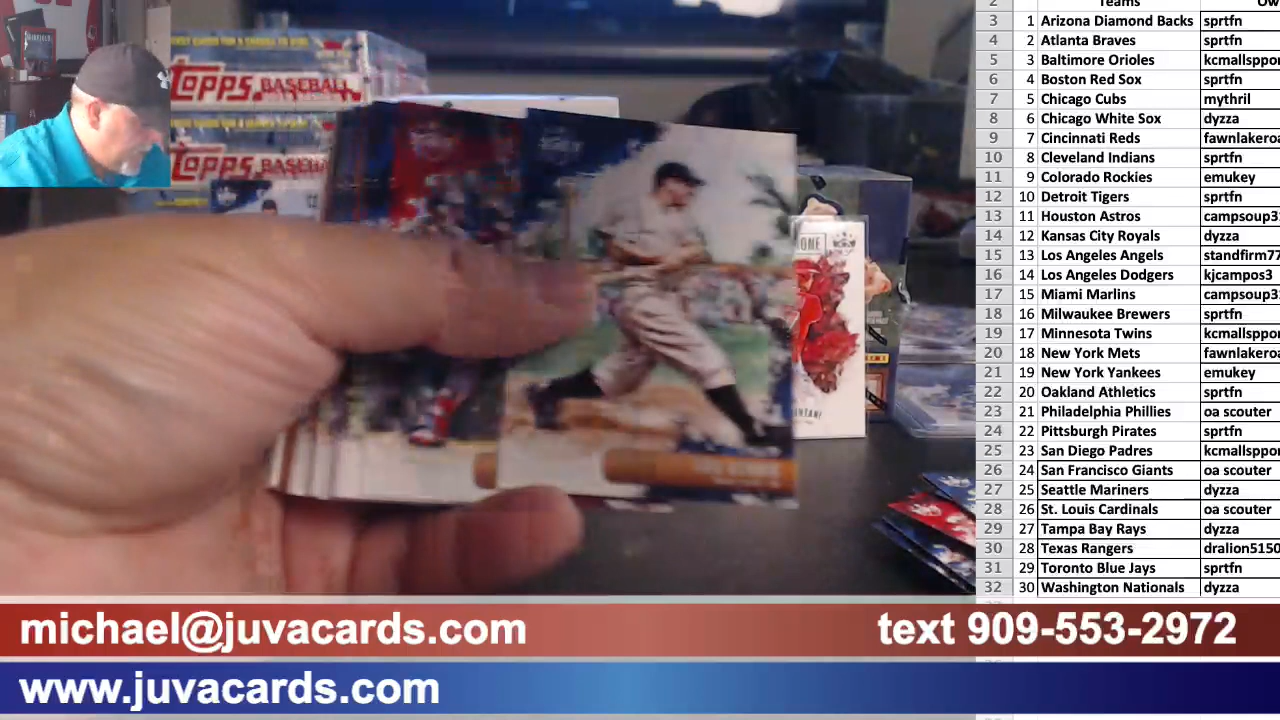 Teams
3 1 Arizona Diamond Backs sprtfn
4 2 Atlanta Braves sprtfn
5 3 Baltimore Orioles kcmallsppor
6 4 Boston Red Sox sprtfn
7 5 Chicago Cubs mythril
8 6 Chicago White Sox dyzza
9 7 Cincinnati Reds fawnlakeroa
10 8 Cleveland Indians sprtfn
11 9 Colorado Rockies emukey
12 10 Detroit Tigers sprtfn
13 11 Houston Astros campsoup3
14 12 Kansas City Royals dyzza
15 13 Los Angeles Angels standfirm77
16 14 Los Angeles Dodgers kjcampos3
17 15 Miami Marlins campsoup3
18 16 Milwaukee Brewers sprtfn
19 17 Minnesota Twins kcmallsppor
20 18 New York Mets fawnlakeroa
21 19 New York Yankees emukey
22 20 Oakland Athletics sprtfn
23 21 Philadelphia Phillies oa scouter
24 22 Pittsburgh Pirates sprtfn
25 23 San Diego Padres kcmallsppor
26 24 San Francisco Giants oa scouter
27 25 Seattle Mariners dyzza
28 26 St. Louis Cardinals oa scouter
29 27 Tampa Bay Rays dyzza
30 28 Texas Rangers dralion5150
31 29 Toronto Blue Jays sprtfn
32 30 Washington Nationals dyzza
TOPPS BASEBALL
TOPPS BASEBALL
michael@juvacards.com
text 909-553-2972
www.juvacards.com